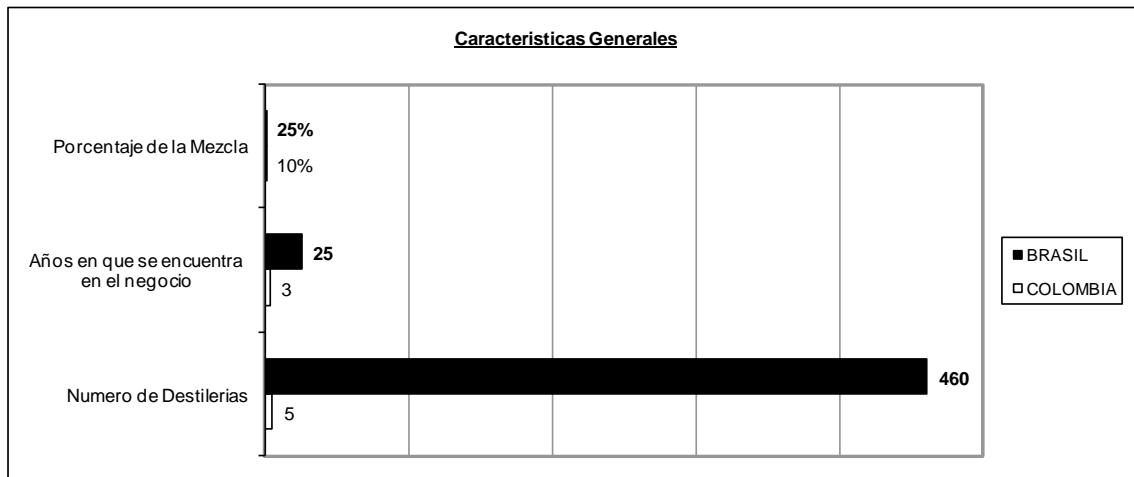 Caracteristicas Generales
Porcentaje de la Mezcla
25%
10%
Años en que se encuentra
en el negocio
25
3
Numero de Destilerias
460
5
BRASIL
COLOMBIA